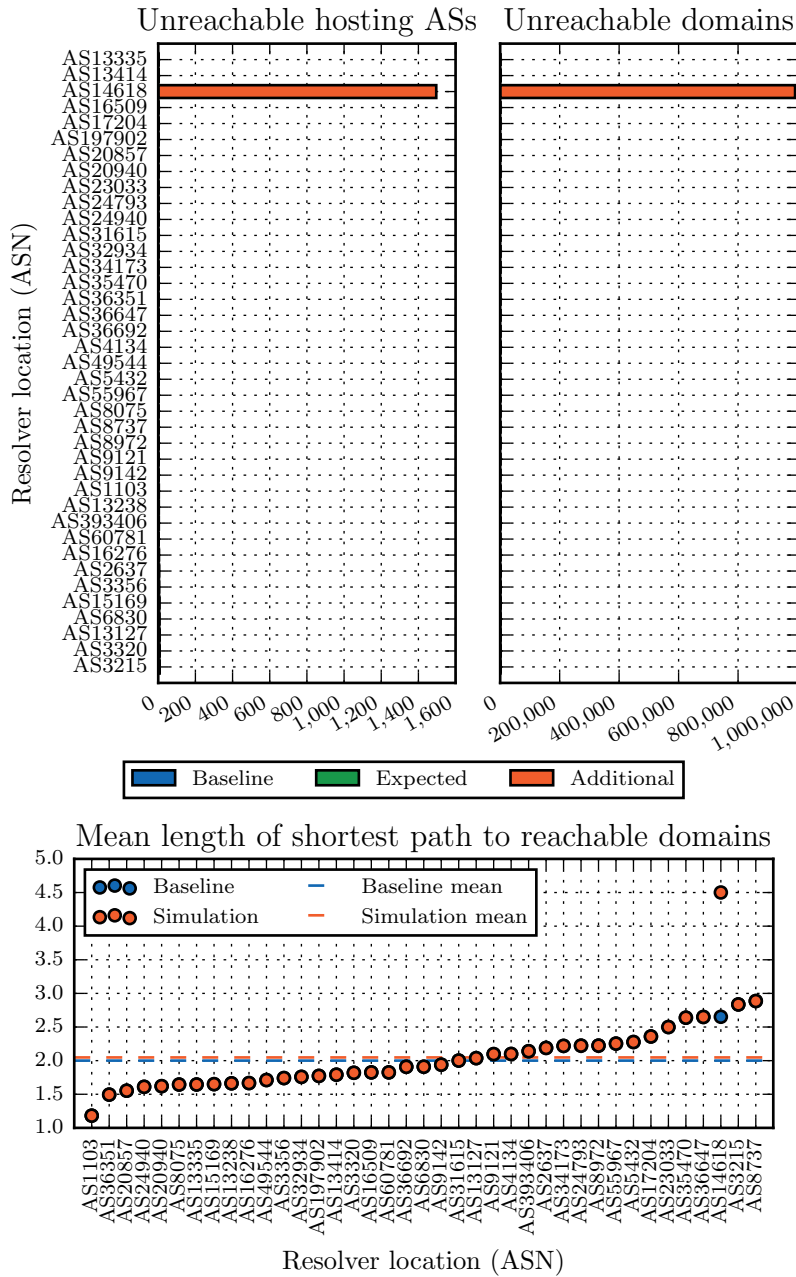 Unreachable hosting ASs
Unreachable domains
Resolver location (ASN)
AS13335
AS13414
AS14618
AS16509
AS17204
AS197902
AS20857
AS20940
AS23033
AS24793
AS24940
AS31615
AS32934
AS34173
AS35470
AS36351
AS36647
AS36692
AS4134
AS49544
AS5432
AS55967
AS8075
AS8737
AS8972
AS9121
AS9142
AS1103
AS13238
AS393406
AS60781
AS16276
AS2637
AS3356
AS15169
AS6830
AS13127
AS3320
AS3215
0 200 400 600 800 1,000 1,200 1,400 1,600
0 200,000 400,000 600,000 800,000 1,000,000
Baseline Expected Additional
Mean length of shortest path to reachable domains
5.0
4.5
4.0
3.5
3.0
2.5
2.0
1.5
1.0
Baseline Baseline mean
Simulation Simulation mean
AS1103
AS36351
AS20857
AS24940
AS20940
AS8075
AS13335
AS15169
AS13238
AS16276
AS49544
AS3356
AS32934
AS197902
AS13414
AS3320
AS16509
AS60781
AS36692
AS6830
AS9142
AS31615
AS13127
AS9121
AS4134
AS393406
AS2637
AS34173
AS24793
AS8972
AS55967
AS5432
AS17204
AS23033
AS35470
AS36647
AS14618
AS3215
AS8737
Resolver location (ASN)